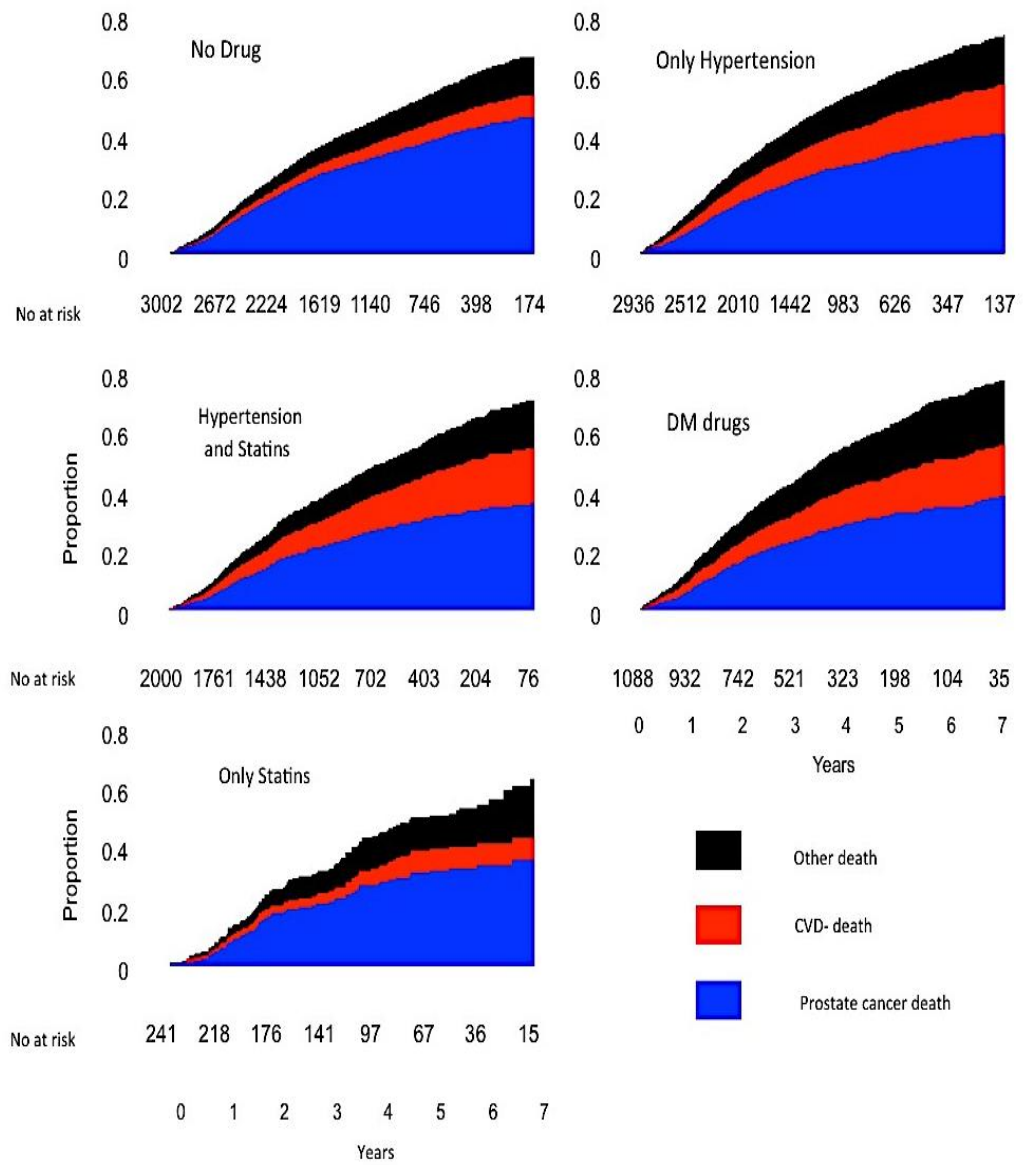 0.8
0.6
0.4
0.2
0
No Drug
No at risk 3002 2672 2224 1619 1140 746 398 174
0.8
0.6
0.4
0.2
0
Only Hypertension
2936 2512 2010 1442 983 626 347 137
Proportion
0.8
0.6
0.4
0.2
0
Hypertension
and Statins
No at risk 2000 1761 1438 1052 702 403 204 76
0.8
0.6
0.4
0.2
0
DM drugs
1088 932 742 521 323 198 104 35
0 1 2 3 4 5 6 7
Years
Proportion
0.8
0.6
0.4
0.2
0
Only Statins
No at risk 241 218 176 141 97 67 36 15
0 1 2 3 4 5 6 7
Years
Other death
CVD- death
Prostate cancer death